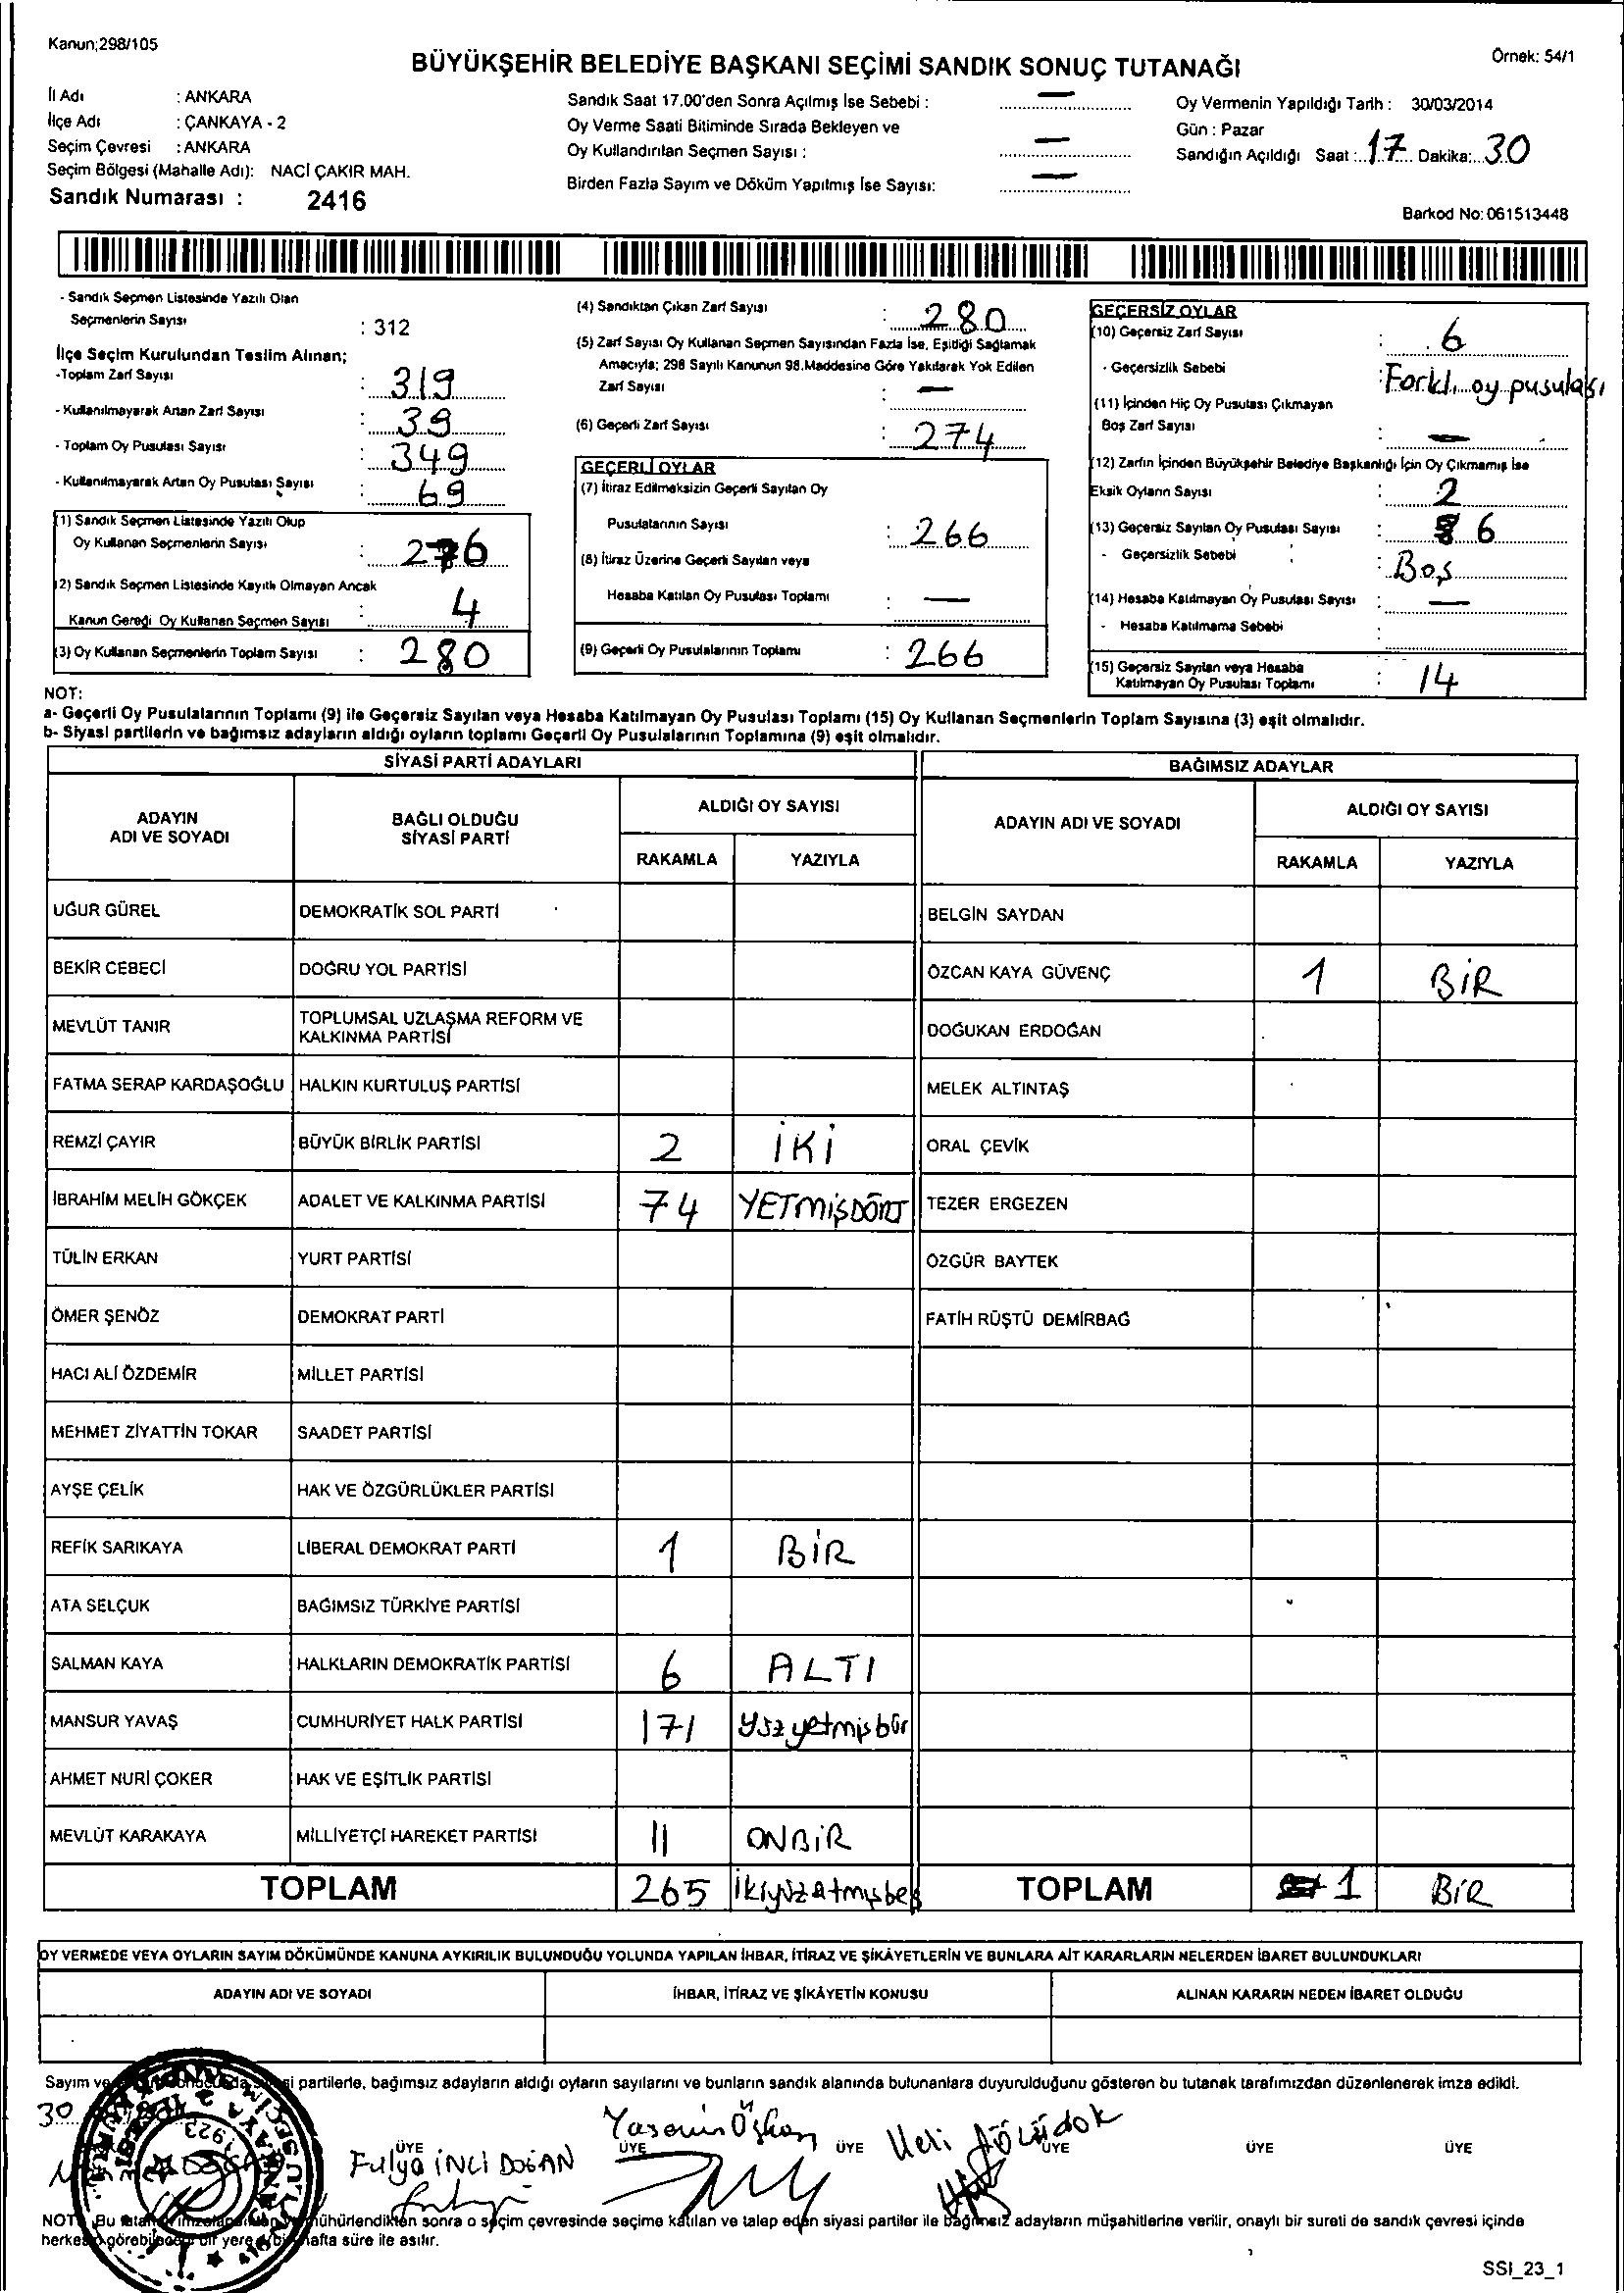 Kanun;298/105
BÜYÜKŞEHİR BELEDİYE BAŞKANI SEÇİMİ SANDIK SONUÇ TUTANAĞI
Örnek: 54/1
İl Adı : ANKARA
İlçe Adı : ÇANKAYA - 2
Seçim Çevresi : ANKARA
Seçim Bölgesi (Mahalle Adı): NACİ ÇAKIR MAH.
Sandık Numarası : 2416
Sandık Saat 17.00'den Sonra Açılmış İse Sebebi : —
Oy Verme Saati Bitiminde Sırada Bekleyen ve
Oy Kullandırılan Seçmen Sayısı : —
Birden Fazla Sayım ve Döküm Yapılmış İse Sayısı: —
Oy Vermenin Yapıldığı Tarih : 30/03/2014
Gün : Pazar
Sandığın Açıldığı Saat : 17 Dakika: 30
Barkod No: 061513448
- Sandık Seçmen Listesinde Yazılı Olan
Seçmenlerin Sayısı : 312
İlçe Seçim Kurulundan Teslim Alınan;
-Toplam Zarf Sayısı : 319
- Kullanılmayarak Artan Zarf Sayısı : 39
- Toplam Oy Pusulası Sayısı : 349
- Kullanılmayarak Artan Oy Pusulası Sayısı : 69
(1) Sandık Seçmen Listesinde Yazılı Olup
Oy Kullanan Seçmenlerin Sayısı : 276
(2) Sandık Seçmen Listesinde Kayıtlı Olmayan Ancak
Kanun Gereği Oy Kullanan Seçmen Sayısı : 4
(3) Oy Kullanan Seçmenlerin Toplam Sayısı : 280
(4) Sandıktan Çıkan Zarf Sayısı : 280
(5) Zarf Sayısı Oy Kullanan Seçmen Sayısından Fazla İse, Eşitliği Sağlamak
Amacıyla; 298 Sayılı Kanunun 98.Maddesine Göre Yakılarak Yok Edilen
Zarf Sayısı : —
(6) Geçerli Zarf Sayısı : 274
GEÇERLİ OYLAR
(7) İtiraz Edilmeksizin Geçerli Sayılan Oy
Pusulalarının Sayısı : 266
(8) İtiraz Üzerine Geçerli Sayılan veya
Hesaba Katılan Oy Pusulası Toplamı : —
(9) Geçerli Oy Pusulalarının Toplamı : 266
GEÇERSİZ OYLAR
(10) Geçersiz Zarf Sayısı : 6
- Geçersizlik Sebebi : Farklı oy pusulası
(11) İçinden Hiç Oy Pusulası Çıkmayan
Boş Zarf Sayısı : —
(12) Zarfın İçinden Büyükşehir Belediye Başkanlığı İçin Oy Çıkmamış İse
Eksik Oyların Sayısı : 2
(13) Geçersiz Sayılan Oy Pusulası Sayısı : 6
- Geçersizlik Sebebi : Boş
(14) Hesaba Katılmayan Oy Pusulası Sayısı : —
- Hesaba Katılmama Sebebi :
(15) Geçersiz Sayılan veya Hesaba
Katılmayan Oy Pusulası Toplamı : 14
NOT:
a- Geçerli Oy Pusulalarının Toplamı (9) ile Geçersiz Sayılan veya Hesaba Katılmayan Oy Pusulası Toplamı (15) Oy Kullanan Seçmenlerin Toplam Sayısına (3) eşit olmalıdır.
b- Siyasi partilerin ve bağımsız adayların aldığı oyların toplamı Geçerli Oy Pusulalarının Toplamına (9) eşit olmalıdır.
SİYASİ PARTİ ADAYLARI
ADAYIN ADI VE SOYADI
BAĞLI OLDUĞU SİYASİ PARTİ
ALDIĞI OY SAYISI
RAKAMLA YAZIYLA
UĞUR GÜREL DEMOKRATİK SOL PARTİ
BEKİR CEBECİ DOĞRU YOL PARTİSİ
MEVLÜT TANIR TOPLUMSAL UZLAŞMA REFORM VE
KALKINMA PARTİSİ
FATMA SERAP KARDAŞOĞLU HALKIN KURTULUŞ PARTİSİ
REMZİ ÇAYIR BÜYÜK BİRLİK PARTİSİ 2 İKİ
İBRAHİM MELİH GÖKÇEK ADALET VE KALKINMA PARTİSİ 74 YETMİŞDÖRT
TÜLİN ERKAN YURT PARTİSİ
ÖMER ŞENÖZ DEMOKRAT PARTİ
HACI ALİ ÖZDEMİR MİLLET PARTİSİ
MEHMET ZİYATTİN TOKAR SAADET PARTİSİ
AYŞE ÇELİK HAK VE ÖZGÜRLÜKLER PARTİSİ
REFİK SARIKAYA LİBERAL DEMOKRAT PARTİ 1 BİR
ATA SELÇUK BAĞIMSIZ TÜRKİYE PARTİSİ
SALMAN KAYA HALKLARIN DEMOKRATİK PARTİSİ 6 ALTI
MANSUR YAVAŞ CUMHURİYET HALK PARTİSİ 171 yüzyetmişbir
AHMET NURİ ÇOKER HAK VE EŞİTLİK PARTİSİ
MEVLÜT KARAKAYA MİLLİYETÇİ HAREKET PARTİSİ 11 ONBİR
TOPLAM 265 İkiyüzatmışbeş
BAĞIMSIZ ADAYLAR
ADAYIN ADI VE SOYADI
ALDIĞI OY SAYISI
RAKAMLA YAZIYLA
BELGİN SAYDAN
ÖZCAN KAYA GÜVENÇ 1 BİR
DOĞUKAN ERDOĞAN
MELEK ALTINTAŞ
ORAL ÇEVİK
TEZER ERGEZEN
ÖZGÜR BAYTEK
FATİH RÜŞTÜ DEMİRBAĞ
TOPLAM 1 BİR
OY VERMEDE VEYA OYLARIN SAYIM DÖKÜMÜNDE KANUNA AYKIRILIK BULUNDUĞU YOLUNDA YAPILAN İHBAR, İTİRAZ VE ŞİKÂYETLERİN VE BUNLARA AİT KARARLARIN NELERDEN İBARET BULUNDUKLARI
ADAYIN ADI VE SOYADI İHBAR, İTİRAZ VE ŞİKÂYETİN KONUSU ALINAN KARARIN NEDEN İBARET OLDUĞU
Sayım ve partilerle, bağımsız adayların aldığı oyların sayılarını ve bunların sandık alanında bulunanlara duyurulduğunu gösteren bu tutanak tarafımızdan düzenlenerek imza edildi.
30
ÜYE ÜYE ÜYE ÜYE ÜYE ÜYE
Fulya İNCİ DOĞAN
NOT: Bu sonra o seçim çevresinde seçime katılan ve talep eden siyasi partiler ile bağımsız adayların müşahitlerine verilir, onaylı bir sureti de sandık çevresi içinde
bir yerde bir hafta süre ile asılır.
SSİ_23_1